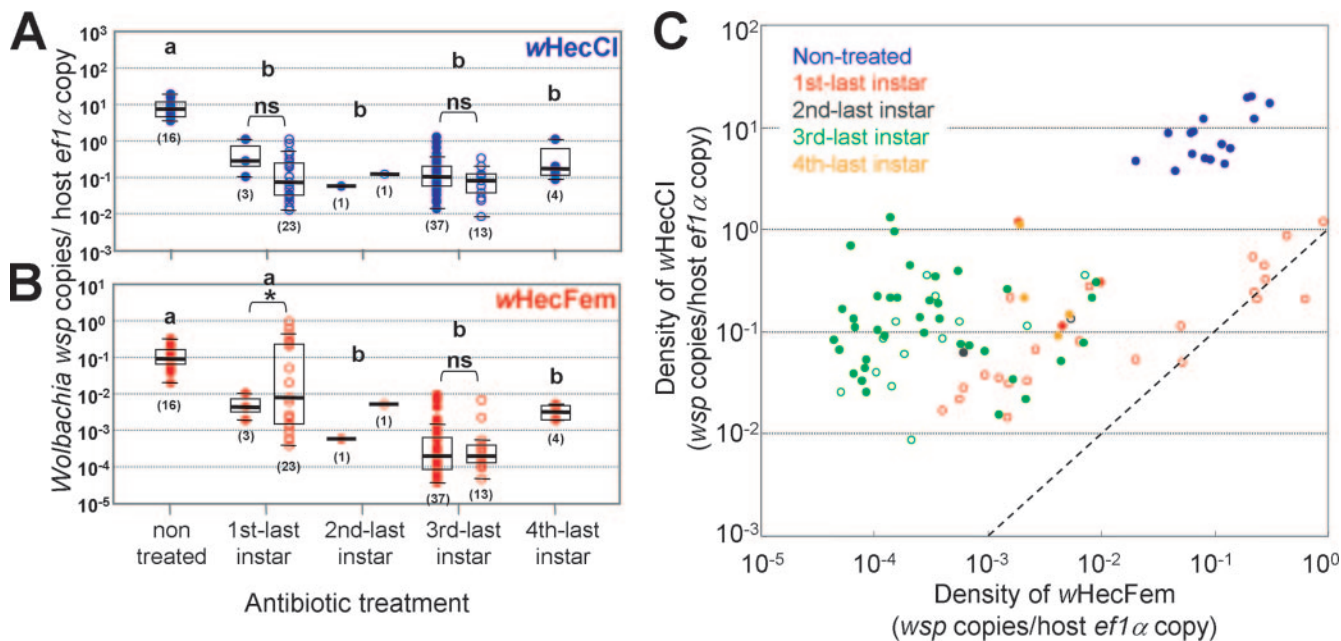 A
wHecCI
10³
10²
10¹
10⁰
10⁻¹
10⁻²
10⁻³
a
b
b
b
b
ns
ns
(16)
(3)
(23)
(1)
(1)
(37)
(13)
(4)
B
wHecFem
10¹
10⁰
10⁻¹
10⁻²
10⁻³
10⁻⁴
10⁻⁵
a
a
*
b
b
b
ns
(16)
(3)
(23)
(1)
(1)
(37)
(13)
(4)
Wolbachia wsp copies/ host ef1α copy
non
treated
1st-last
instar
2nd-last
instar
3rd-last
instar
4th-last
instar
Antibiotic treatment
C
Non-treated
1st-last instar
2nd-last instar
3rd-last instar
4th-last instar
10²
10¹
10⁰
10⁻¹
10⁻²
10⁻³
Density of wHecCI
(wsp copies/host ef1α copy)
10⁻⁵
10⁻⁴
10⁻³
10⁻²
10⁻¹
10⁰
Density of wHecFem
(wsp copies/host ef1α copy)